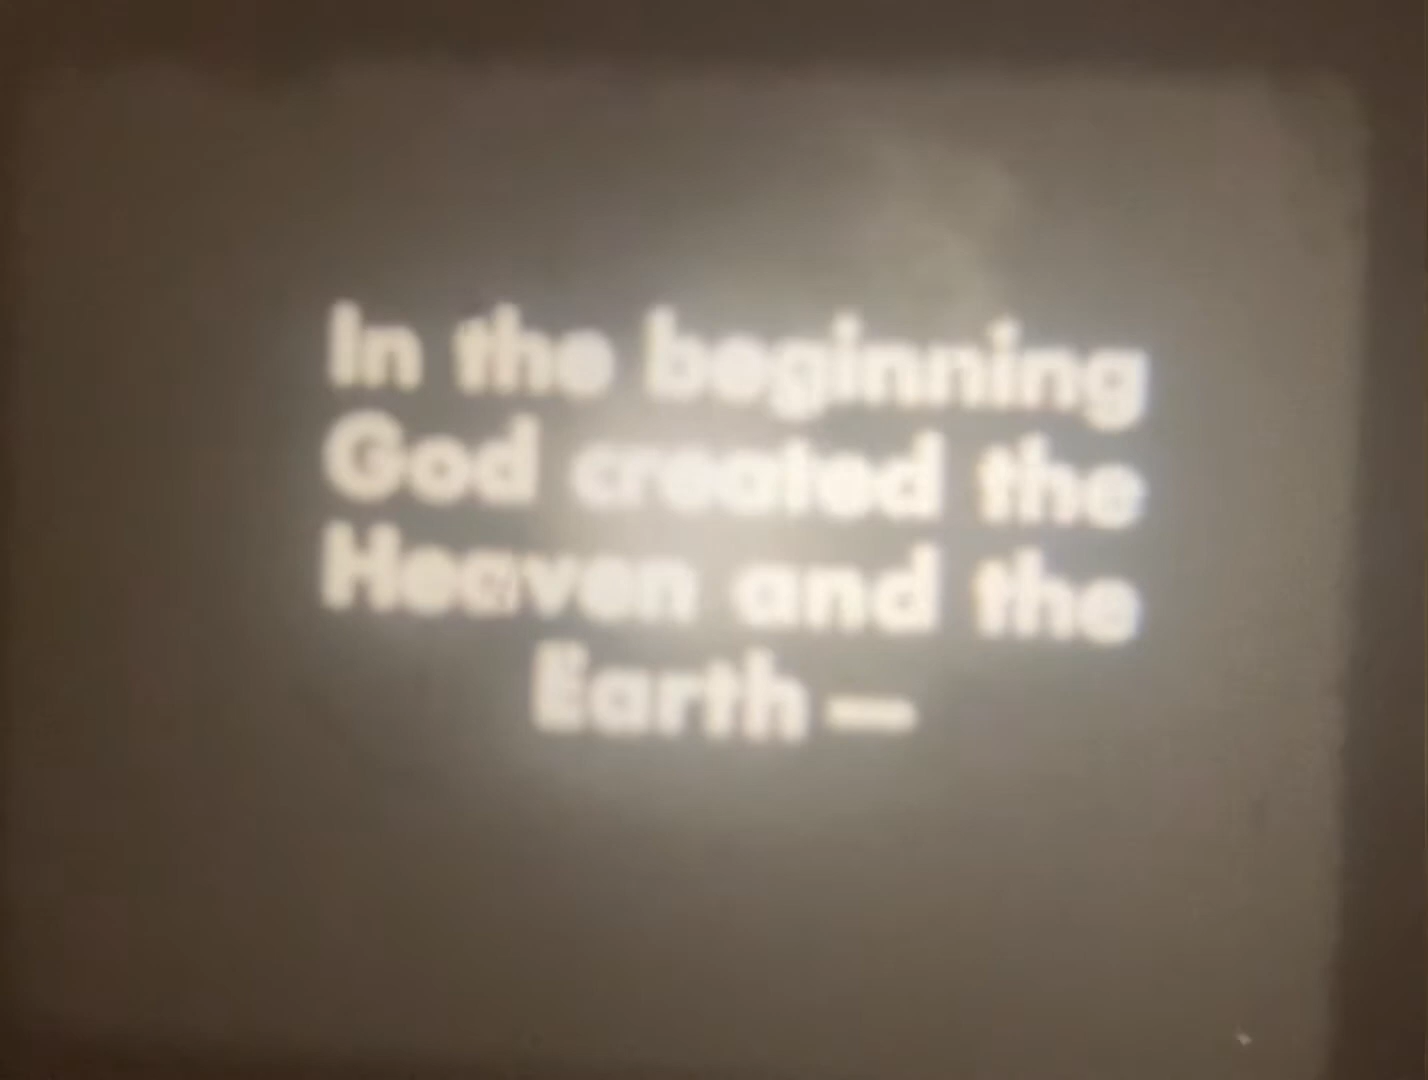 In the beginning
God created the
Heaven and the
Earth —